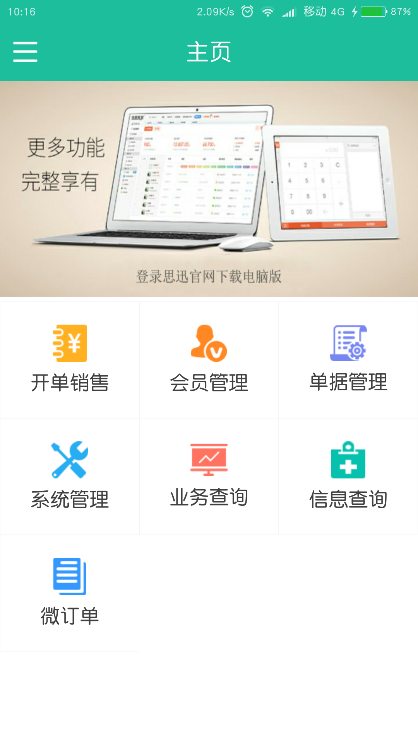 10:16 2.09K/s 移动 4G 87%
主页
更多功能
完整享有
登录思迅官网下载电脑版
开单销售 会员管理 单据管理
系统管理 业务查询 信息查询
微订单